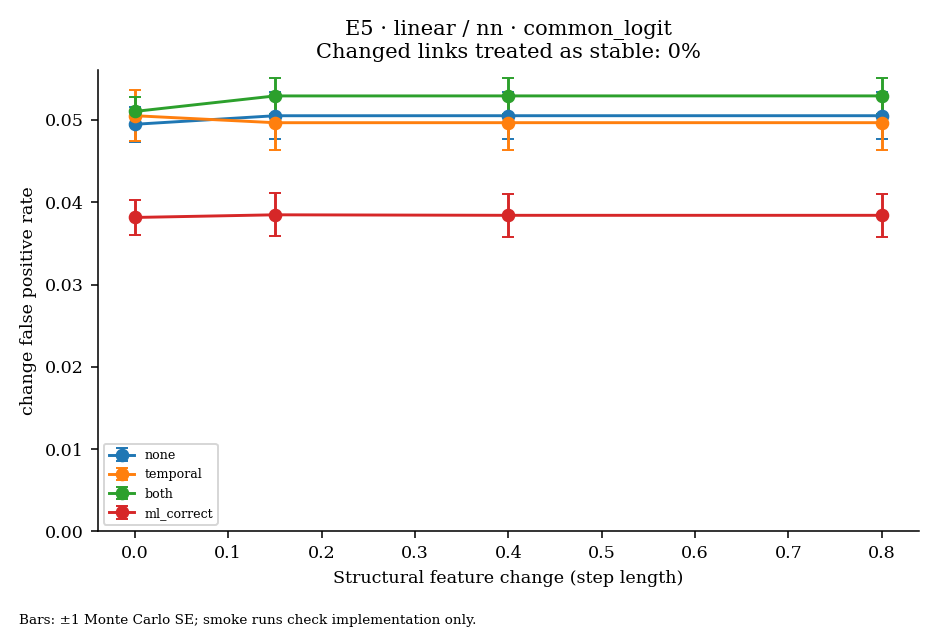 E5 · linear / nn · common_logit
Changed links treated as stable: 0%
change false positive rate
0.05
0.04
0.03
0.02
0.01
0.00
none
temporal
both
ml_correct
0.0 0.1 0.2 0.3 0.4 0.5 0.6 0.7 0.8
Structural feature change (step length)
Bars: ±1 Monte Carlo SE; smoke runs check implementation only.